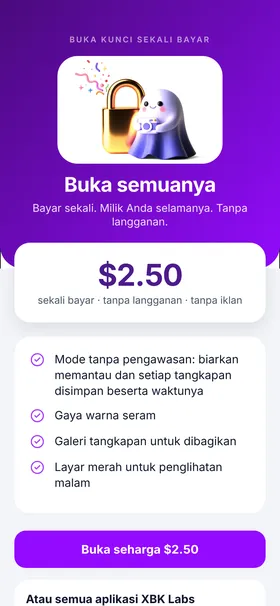 BUKA KUNCI SEKALI BAYAR
Buka semuanya
Bayar sekali. Milik Anda selamanya. Tanpa
langganan.
$2.50
sekali bayar · tanpa langganan · tanpa iklan
Mode tanpa pengawasan: biarkan
memantau dan setiap tangkapan
disimpan beserta waktunya
Gaya warna seram
Galeri tangkapan untuk dibagikan
Layar merah untuk penglihatan
malam
Buka seharga $2.50
Atau semua aplikasi XBK Labs